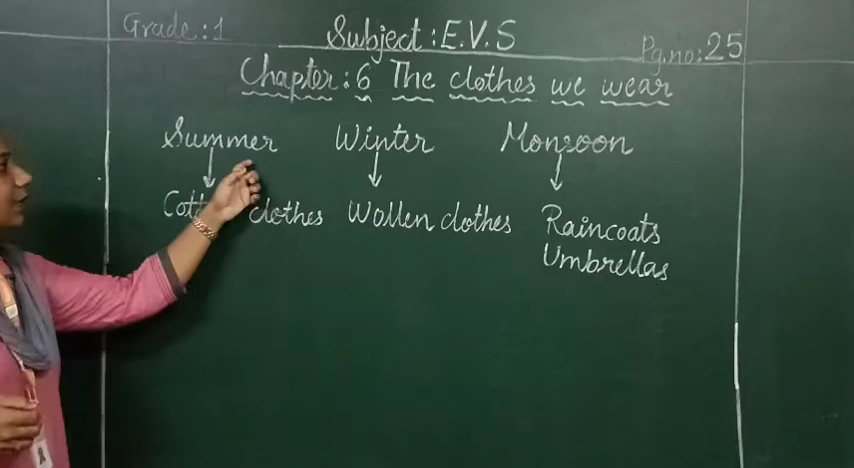 Grade : 1 Subject : E.V.S Pg.no: 25
Chapter : 6 The clothes we wear
Summer Winter Monsoon
Cott clothes Wollen clothes Raincoats
Umbrellas